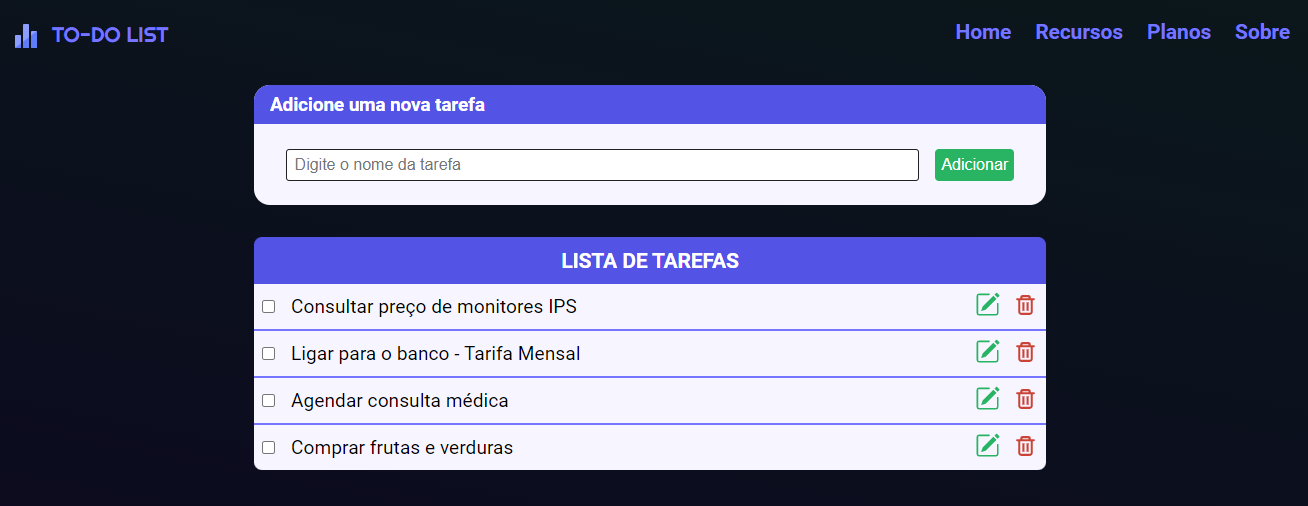 TO-DO LIST
Home Recursos Planos Sobre
Adicione uma nova tarefa
Digite o nome da tarefa
Adicionar
LISTA DE TAREFAS
Consultar preço de monitores IPS
Ligar para o banco - Tarifa Mensal
Agendar consulta médica
Comprar frutas e verduras